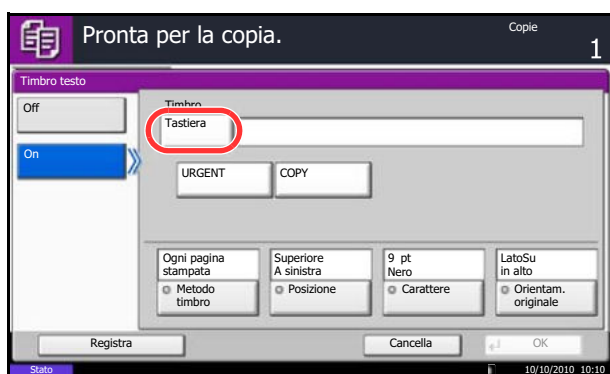 Pronta per la copia.
Copie
1
Timbro testo
Off
On
Timbro
Tastiera
URGENT
COPY
Ogni pagina
stampata
Metodo
timbro
Superiore
A sinistra
Posizione
9 pt
Nero
Carattere
LatoSu
in alto
Orientam.
originale
Registra
Cancella
OK
Stato
10/10/2010 10:10